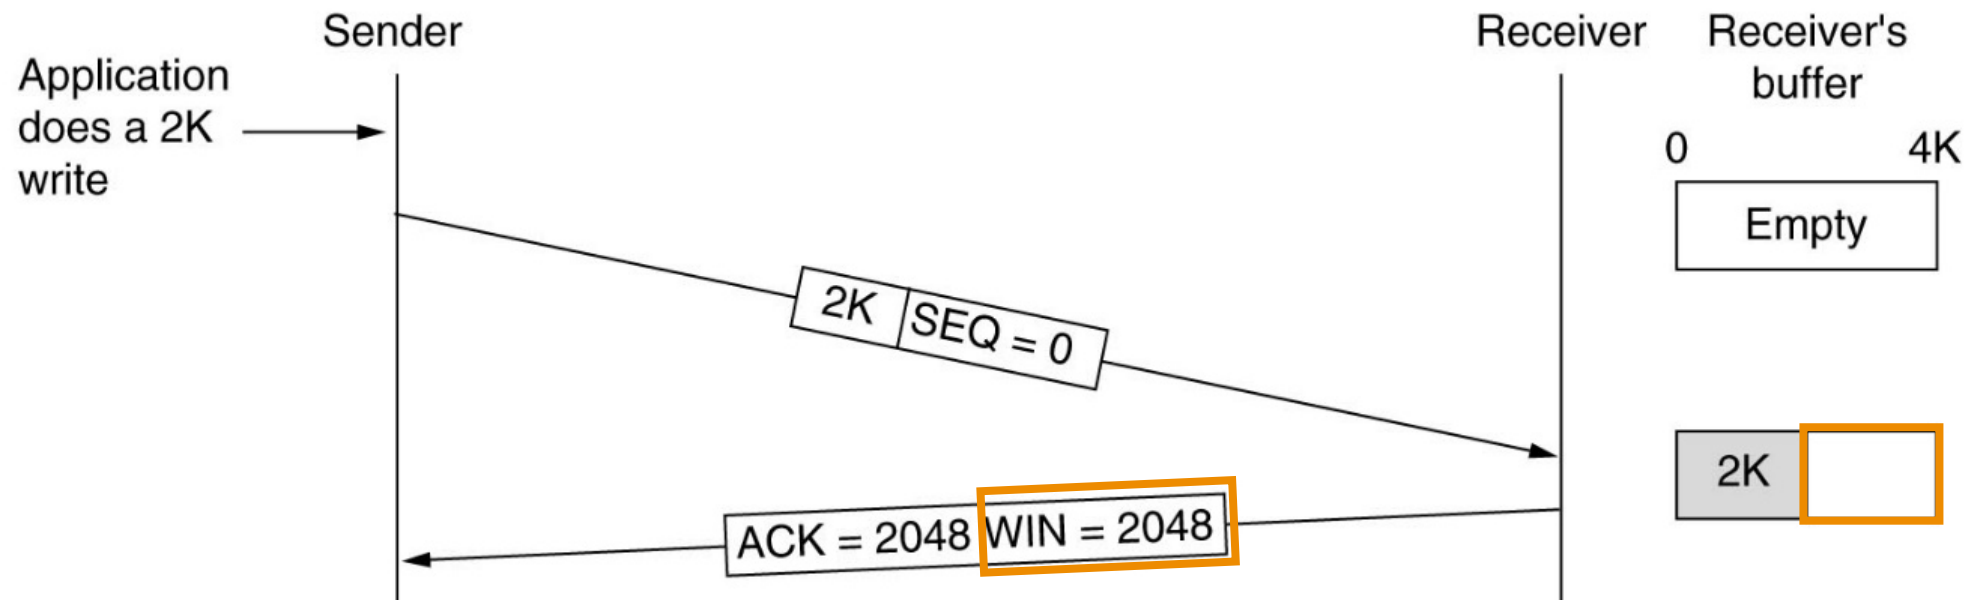 Sender
Receiver
Receiver's
buffer
Application
does a 2K
write
0
4K
Empty
2K
SEQ = 0
2K
ACK = 2048
WIN = 2048